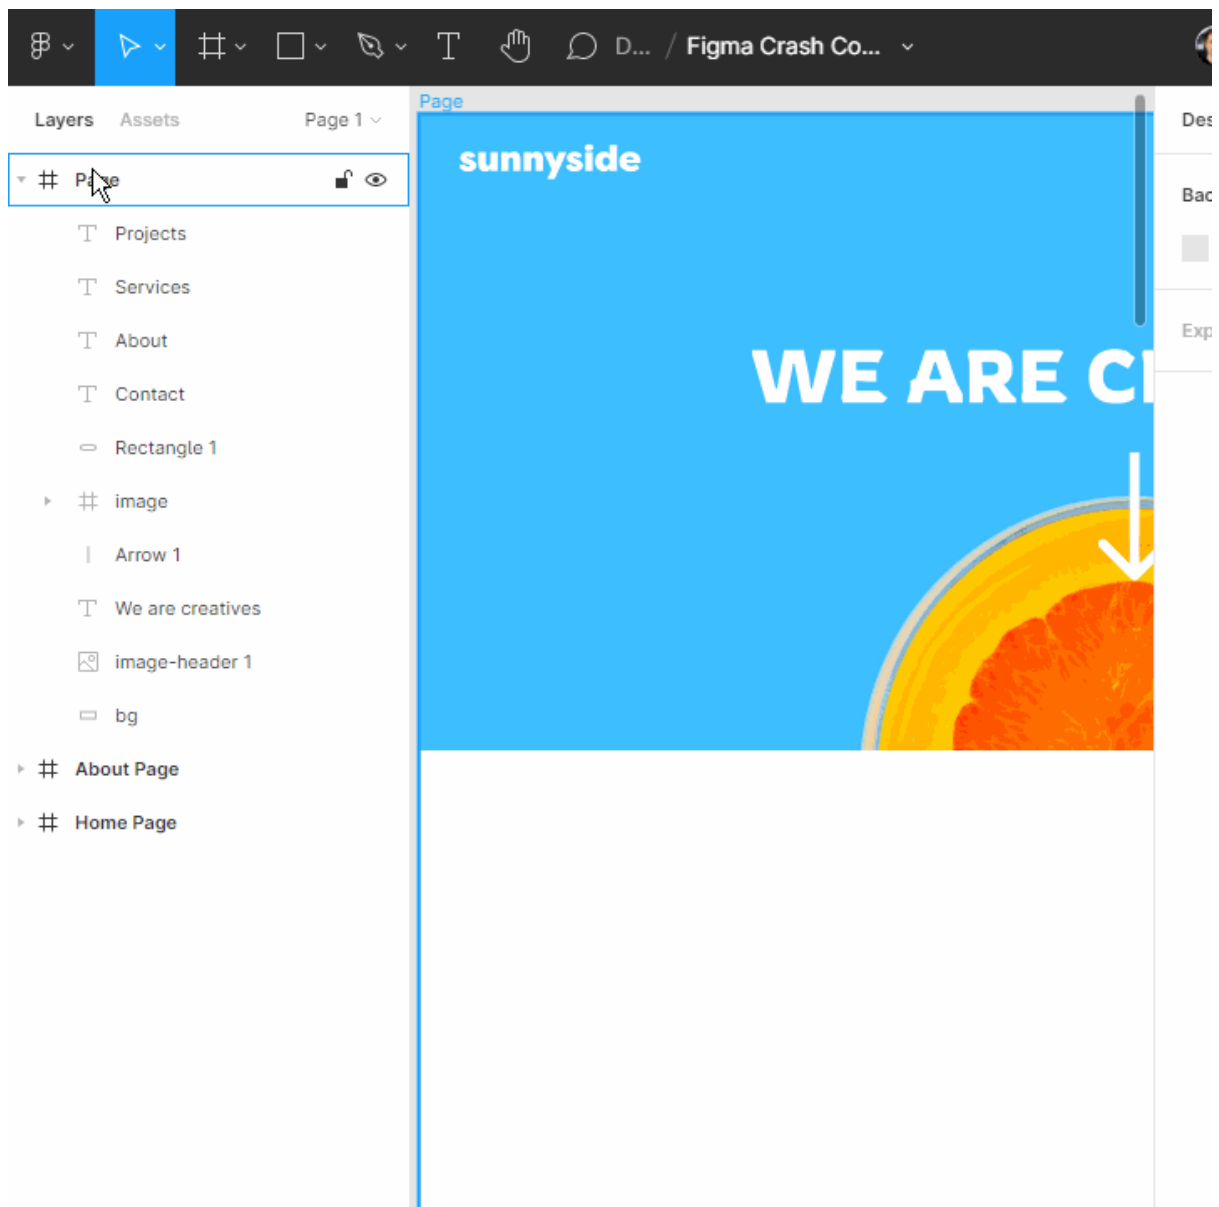 D... / Figma Crash Co...
Layers Assets Page 1
Page
Projects
Services
About
Contact
Rectangle 1
image
Arrow 1
We are creatives
image-header 1
bg
About Page
Home Page
Page
sunnyside
WE ARE C
Des
Bac
Exp